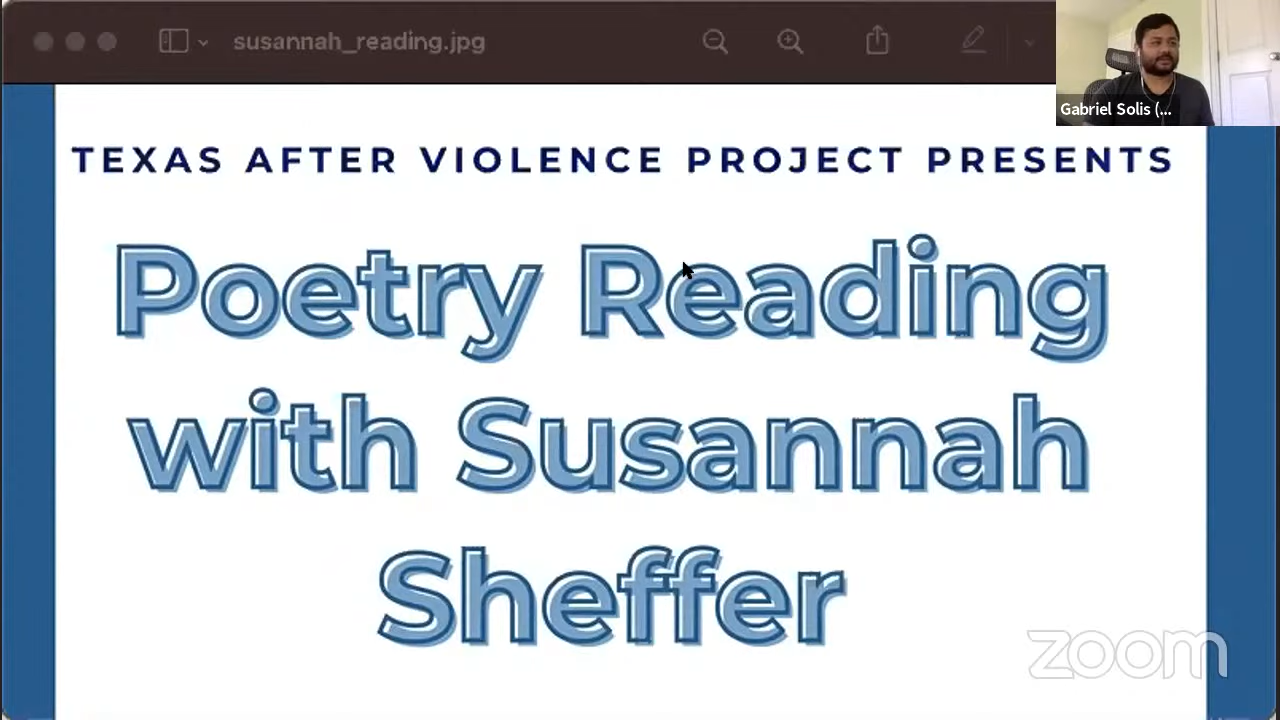 susannah_reading.jpg
Gabriel Solis (...
TEXAS AFTER VIOLENCE PROJECT PRESENTS
Poetry Reading
with Susannah
Sheffer
zoom